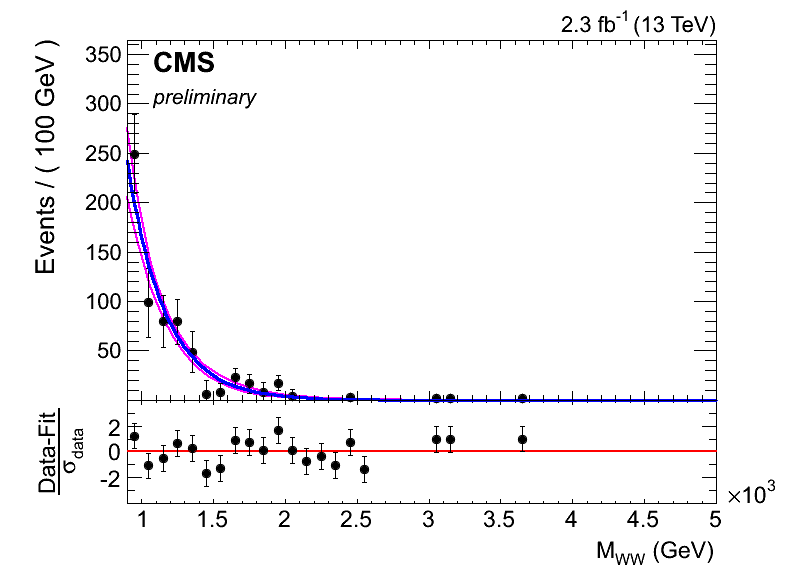 2.3 fb⁻¹ (13 TeV)
CMS
preliminary
Events / ( 100 GeV )
350
300
250
200
150
100
50
Data-Fit
σdata
2
0
-2
1 1.5 2 2.5 3 3.5 4 4.5 5
×10³
MWW (GeV)